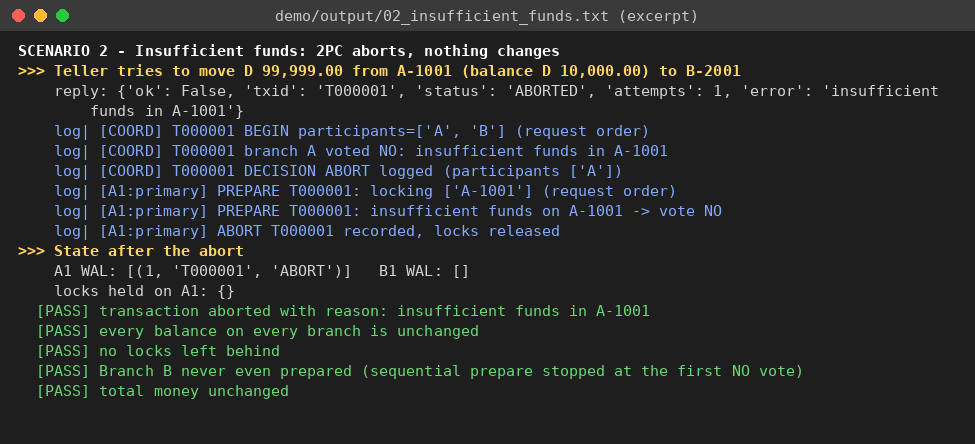 demo/output/02_insufficient_funds.txt (excerpt)
SCENARIO 2 - Insufficient funds: 2PC aborts, nothing changes
>>> Teller tries to move D 99,999.00 from A-1001 (balance D 10,000.00) to B-2001
reply: {'ok': False, 'txid': 'T000001', 'status': 'ABORTED', 'attempts': 1, 'error': 'insufficient
funds in A-1001'}
log| [COORD] T000001 BEGIN participants=['A', 'B'] (request order)
log| [COORD] T000001 branch A voted NO: insufficient funds in A-1001
log| [COORD] T000001 DECISION ABORT logged (participants ['A'])
log| [A1:primary] PREPARE T000001: locking ['A-1001'] (request order)
log| [A1:primary] PREPARE T000001: insufficient funds on A-1001 -> vote NO
log| [A1:primary] ABORT T000001 recorded, locks released
>>> State after the abort
A1 WAL: [(1, 'T000001', 'ABORT')]   B1 WAL: []
locks held on A1: {}
[PASS] transaction aborted with reason: insufficient funds in A-1001
[PASS] every balance on every branch is unchanged
[PASS] no locks left behind
[PASS] Branch B never even prepared (sequential prepare stopped at the first NO vote)
[PASS] total money unchanged